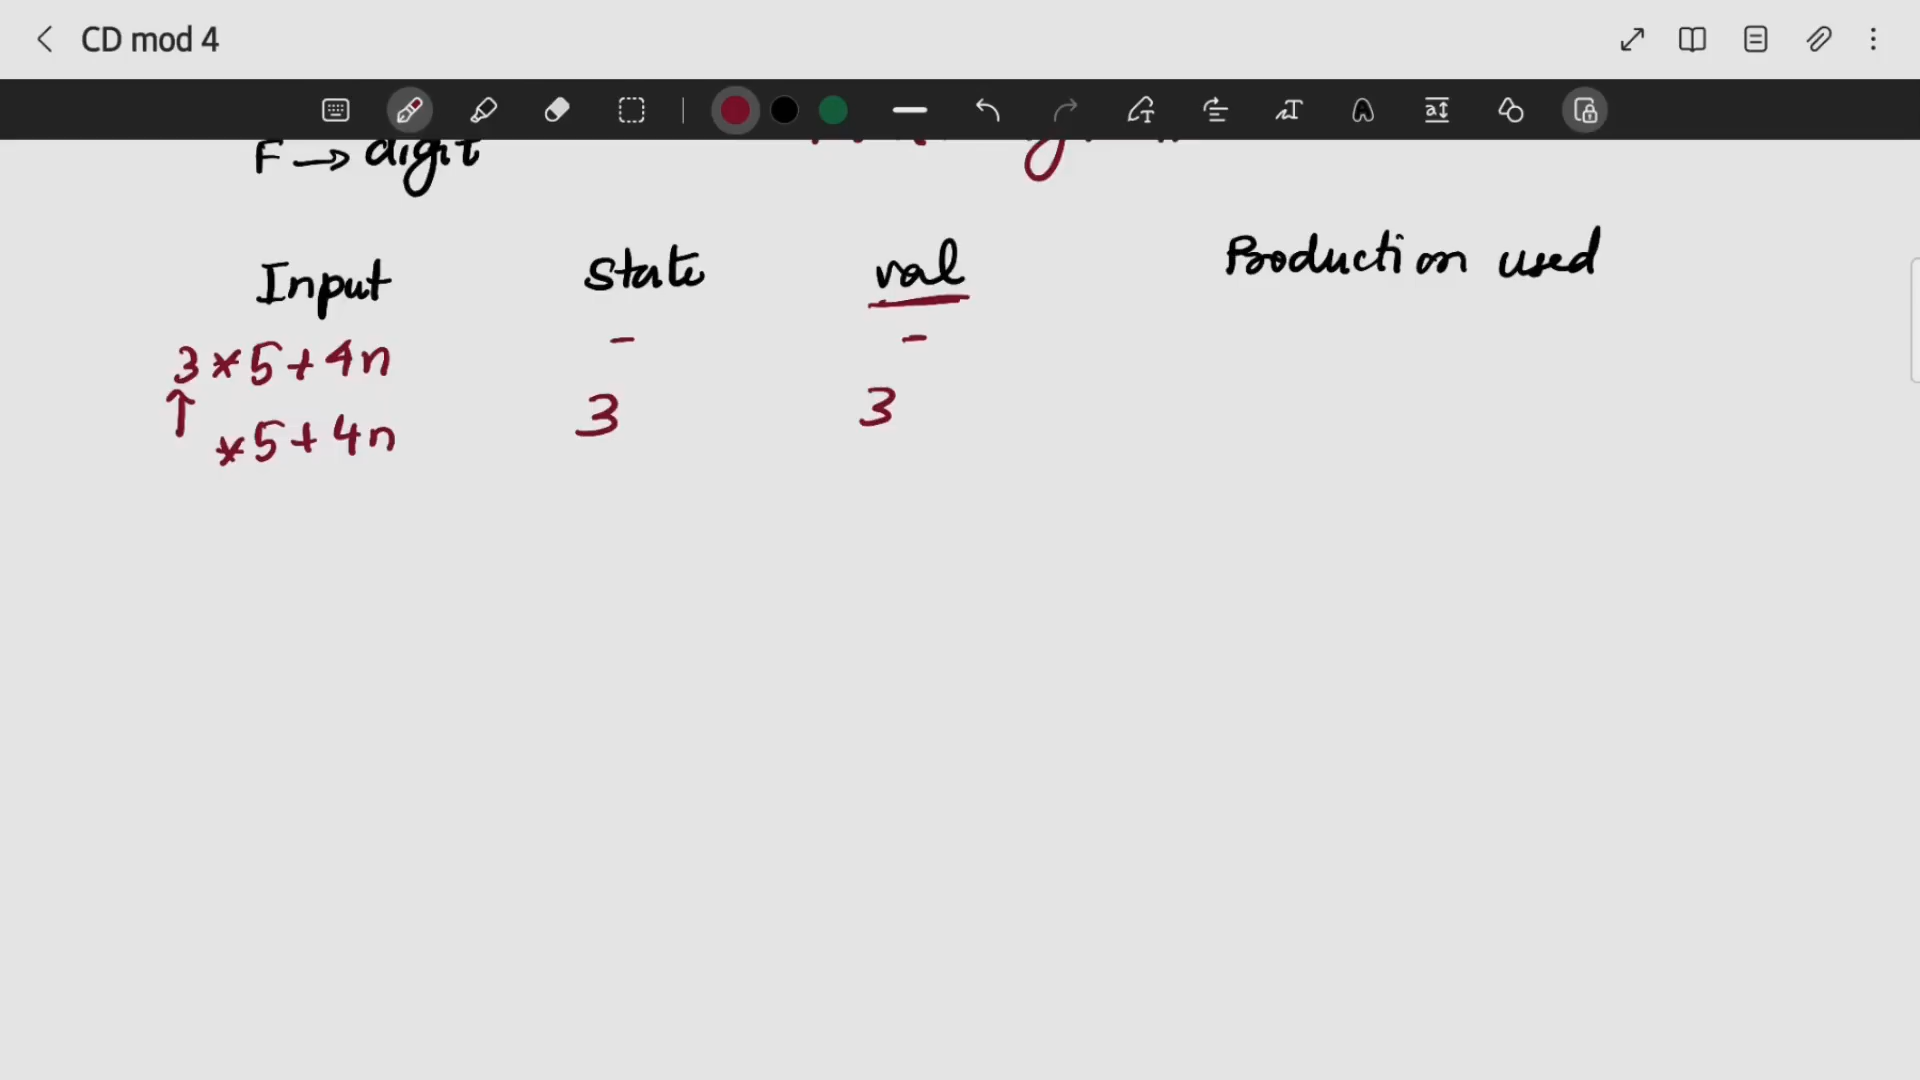 CD mod 4
F → digit
Input state val Production used
3*5+4n - -
*5+4n 3 3